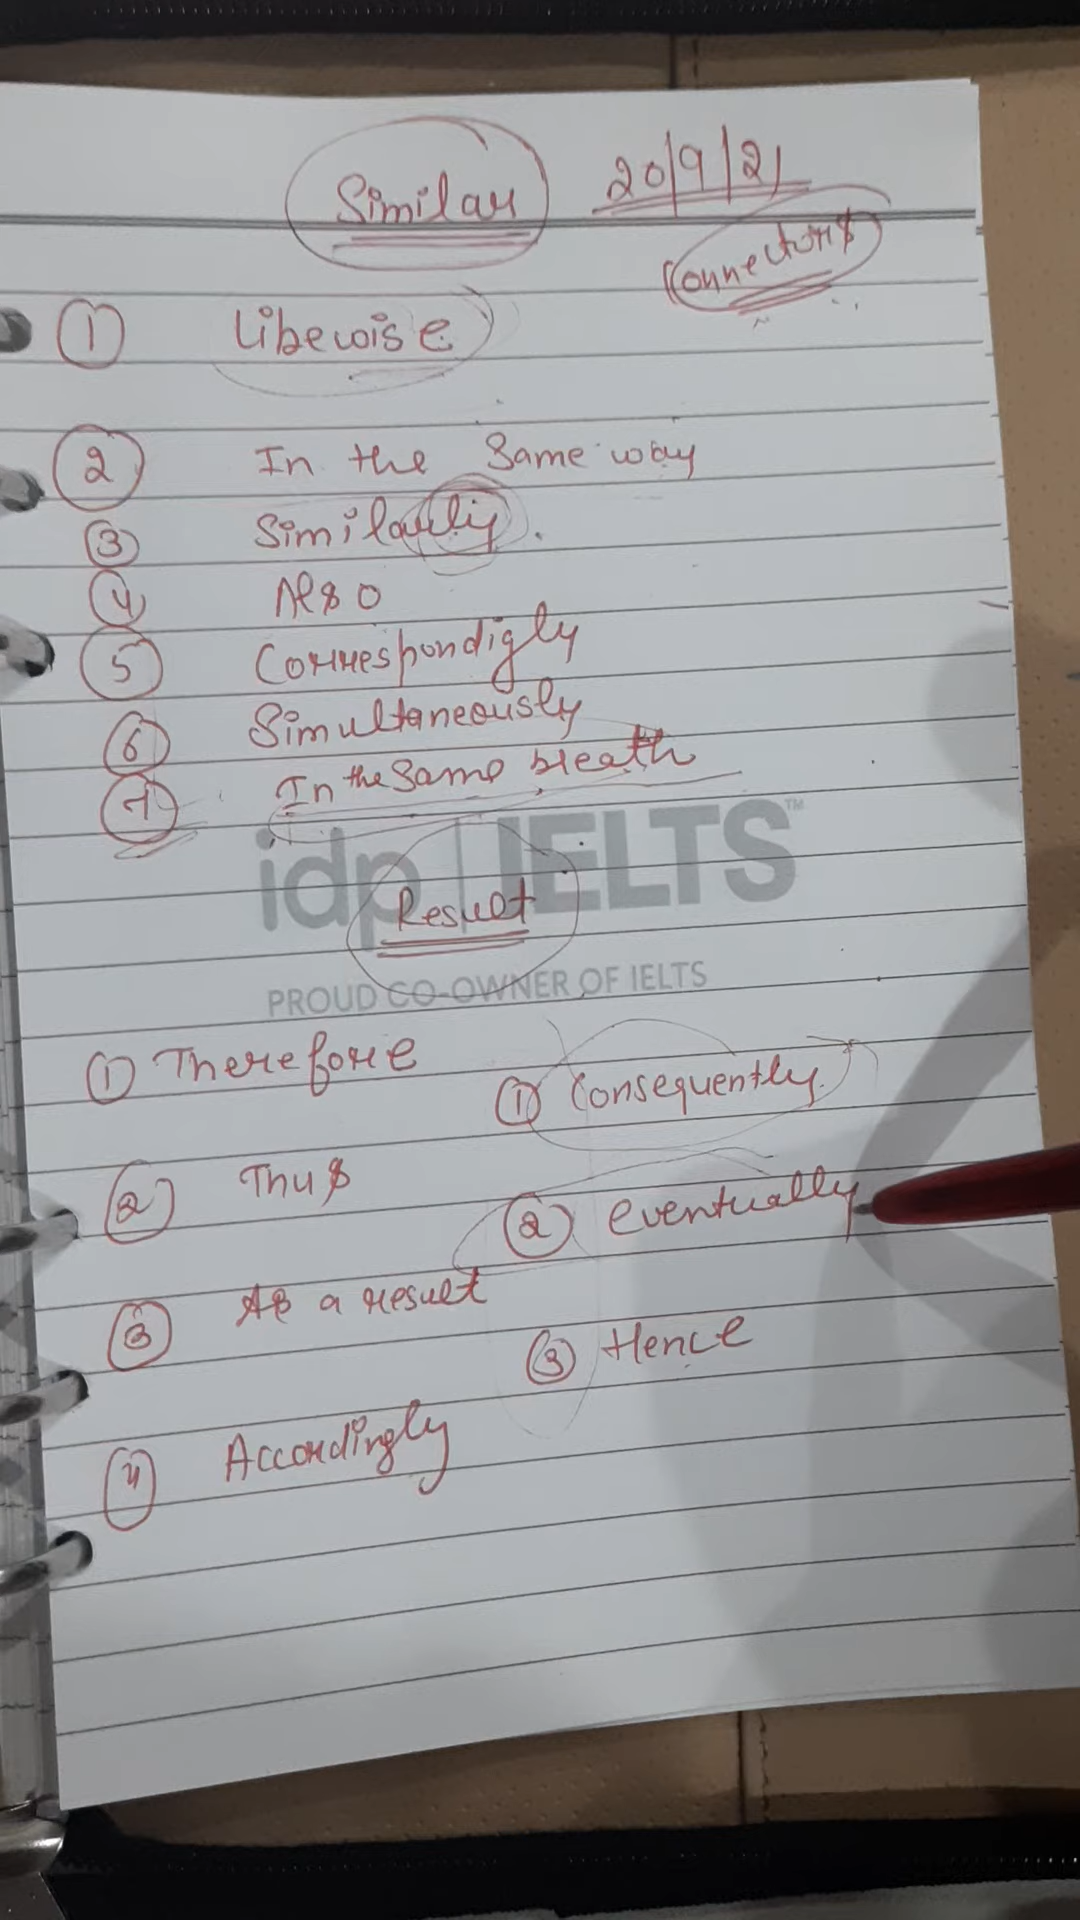 Similar 20/9/21
Connectors
1 Likewise
2 In the same way
3 Similarly.
4 Also
5 Correspondigly
6 Simultaneously
7 In the same breath
idp IELTS™
Result
PROUD CO-OWNER OF IELTS
1 Therefore
1 Consequently
2 Thus
2 eventually
3 As a result
3 Hence
4 Accordingly